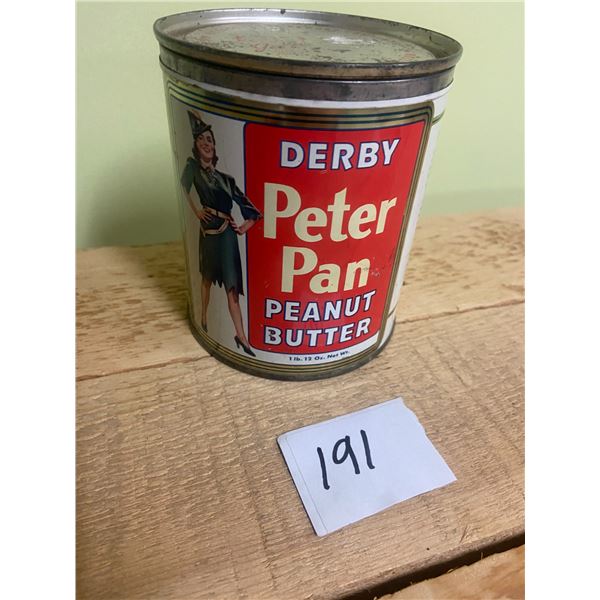 DERBY
Peter
Pan
PEANUT
BUTTER
1 lb. 12 Oz. Net Wt.
191